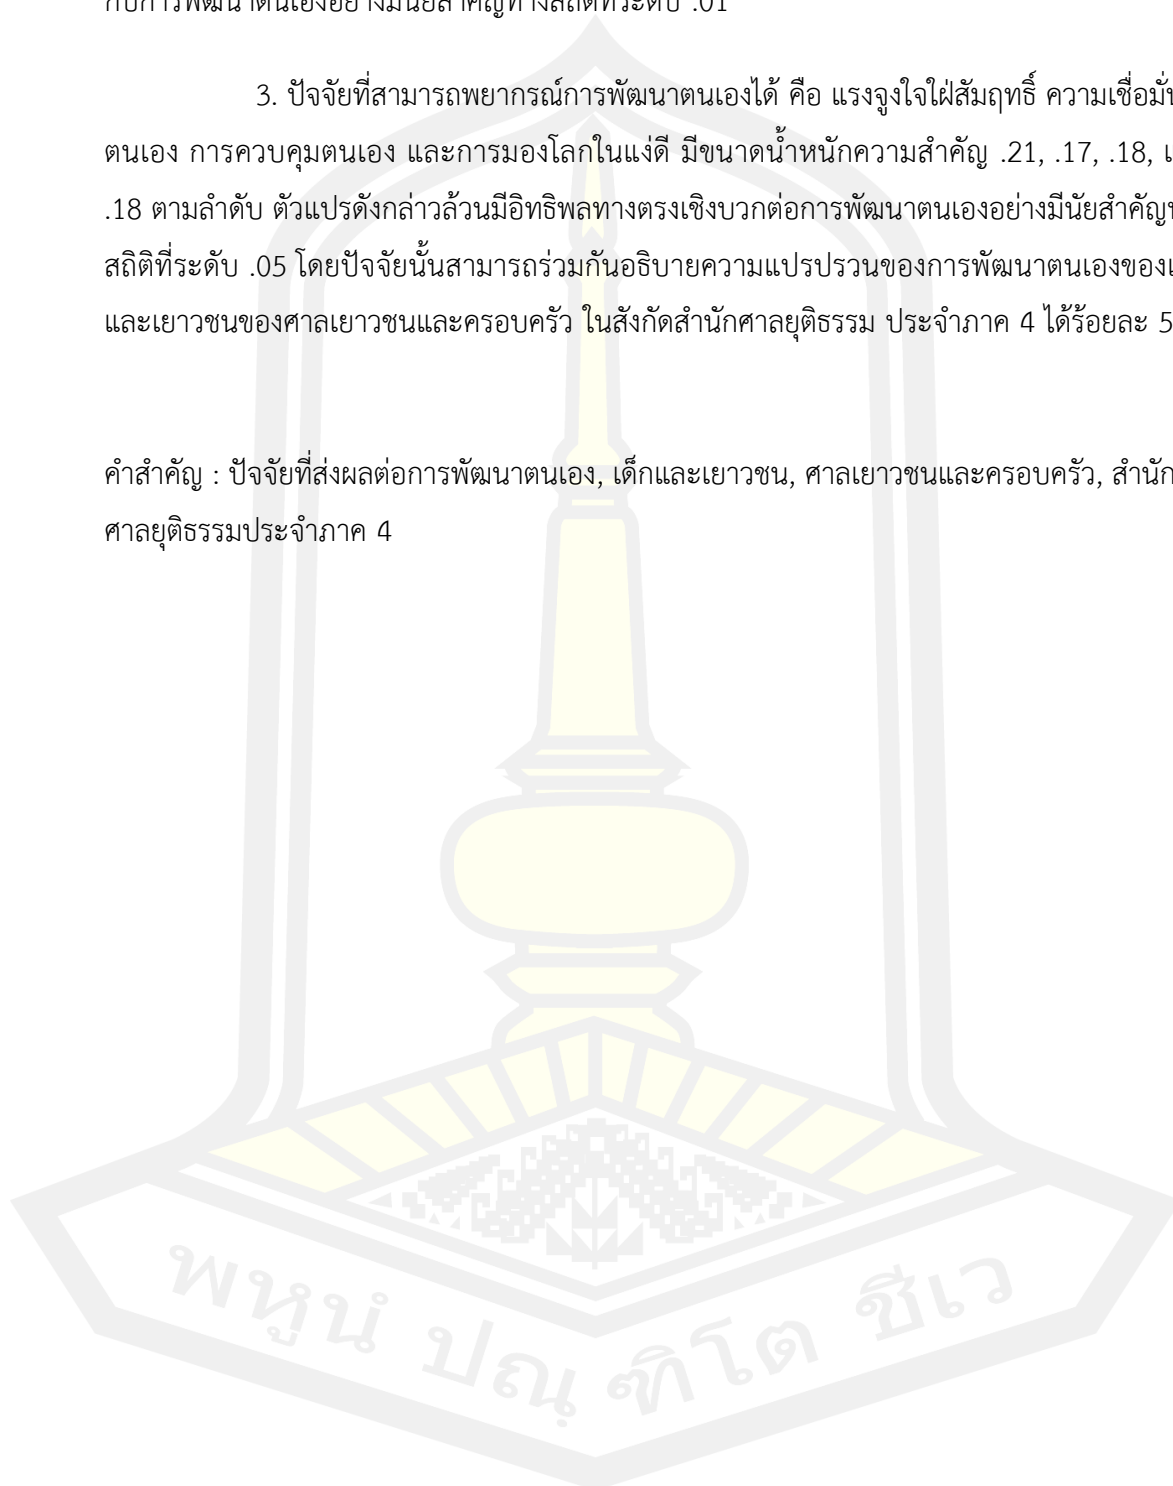 กับการพัฒนาตนเองอย่างมีนัยสำคัญทางสถิติที่ระดับ .01
3. ปัจจัยที่สามารถพยากรณ์การพัฒนาตนเองได้ คือ แรงจูงใจใฝ่สัมฤทธิ์
ตนเอง การควบคุมตนเอง และการมองโลกในแง่ดี มีขนาดน้ำหนักความสำคัญ .21, .17, .18,
.18 ตามลำดับ ตัวแปรดังกล่าวล้วนมีอิทธิพลทางตรงเชิงบวกต่อการพัฒนาตนเองอย่างมีนัยสำคัญ
สถิติที่ระดับ .05 โดยปัจจัยนั้นสามารถร่วมกันอธิบายความแปรปรวนของการพัฒนาตนเองของ
และเยาวชนของศาลเยาวชนและครอบครัว ในสังกัดสำนักศาลยุติธรรม ประจำภาค 4 ได้ร้อยละ
คำสำคัญ : ปัจจัยที่ส่งผลต่อการพัฒนาตนเอง, เด็กและเยาวชน, ศาลเยาวชนและครอบครัว, สำนัก
ศาลยุติธรรมประจำภาค 4
พหูนํ ปณฺฑิโต ชีเว